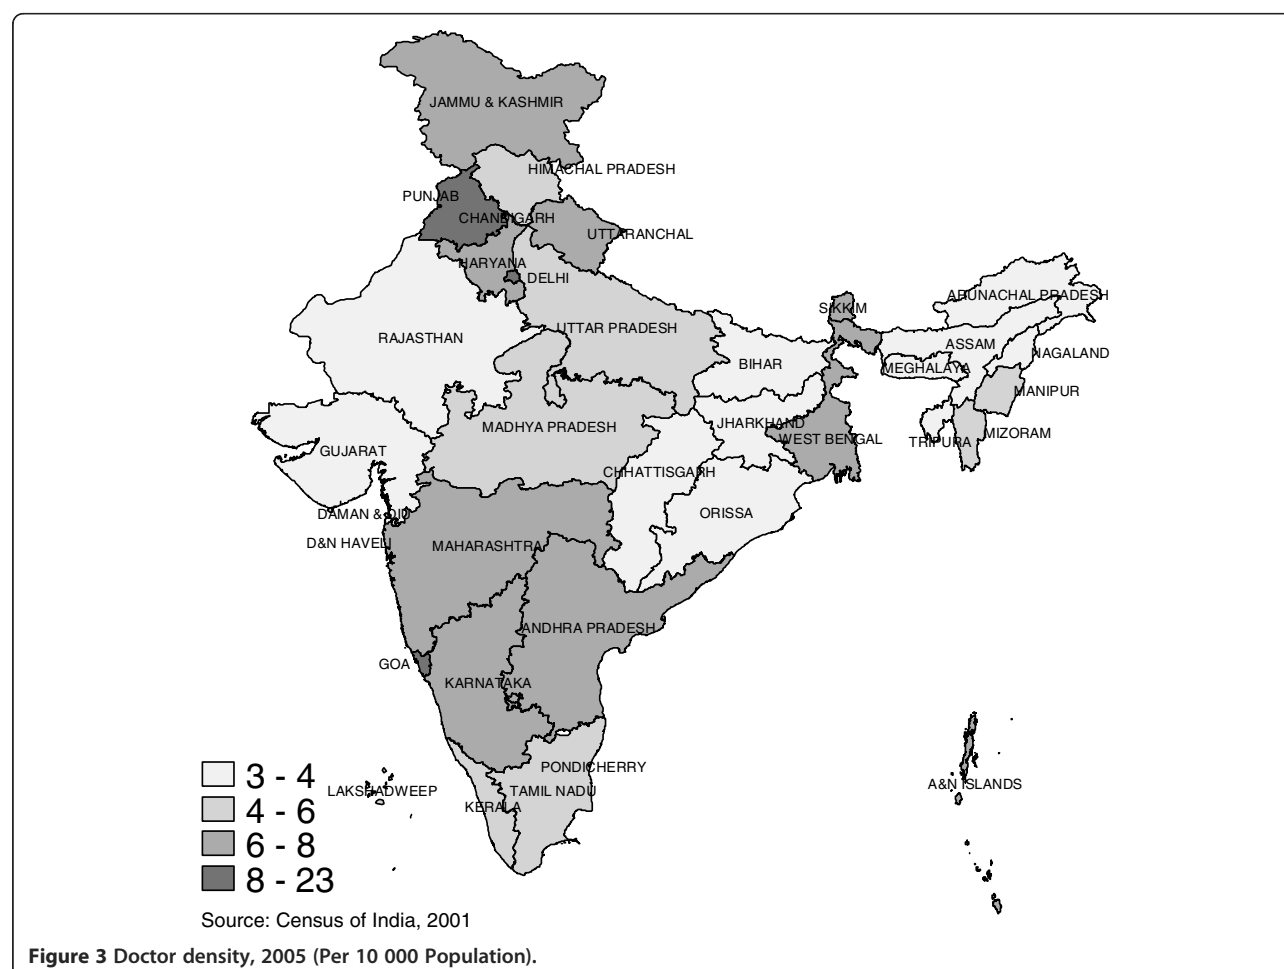 JAMMU & KASHMIR
HIMACHAL PRADESH
PUNJAB
CHANDIGARH
UTTARANCHAL
HARYANA
DELHI
ARUNACHAL PRADESH
SIKKIM
UTTAR PRADESH
RAJASTHAN
ASSAM
NAGALAND
BIHAR
MEGHALAYA
MANIPUR
JHARKHAND
MADHYA PRADESH
MIZORAM
WEST BENGAL
TRIPURA
GUJARAT
CHHATTISGARH
DAMAN & DIU
ORISSA
D&N HAVELI
MAHARASHTRA
ANDHRA PRADESH
GOA
KARNATAKA
PONDICHERRY
A&N ISLANDS
LAKSHADWEEP
TAMIL NADU
KERALA
3 - 4
4 - 6
6 - 8
8 - 23
Source: Census of India, 2001
Figure 3 Doctor density, 2005 (Per 10 000 Population).